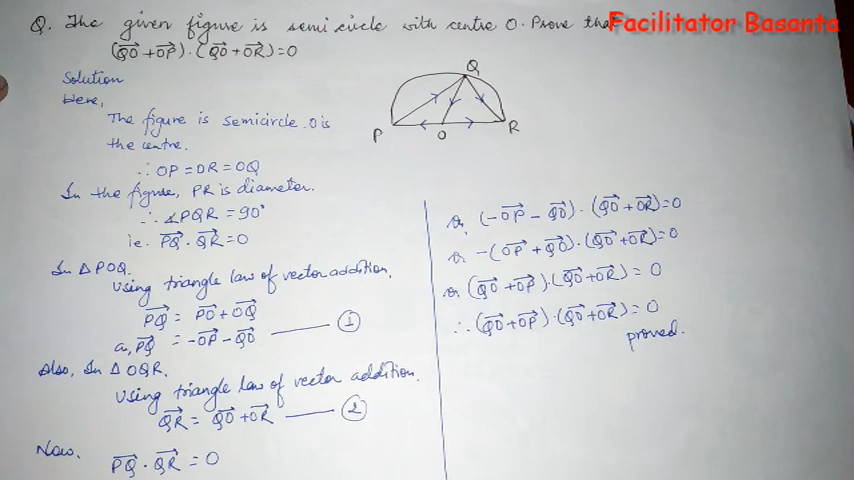 Q. The given figure is semi circle with centre O. Prove that
Facilitator Basanta
(→QO + →OP) · (→QO + →OR) = 0
Solution
Here,
The figure is semicircle. O is
the centre.
∴ OP = OR = OQ
In the figure, PR is diameter.
∴ ∡PQR = 90°
ie. →PQ · →QR = 0
In △POQ.
Using triangle law of vector addition,
→PQ = →PO + →OQ
a, →PQ = -→OP - →QO —— ①
Also, In △OQR.
Using triangle law of vector addition.
→QR = →QO + →OR —— ②
Now.
→PQ · →QR = 0
Q
P
O
R
or, (-→OP - →QO) · (→QO + →OR) = 0
or -(→OP + →QO) · (→QO + →OR) = 0
or (→QO + →OP) · (→QO + →OR) = 0
∴ (→QO + →OP) · (→QO + →OR) = 0
proved.